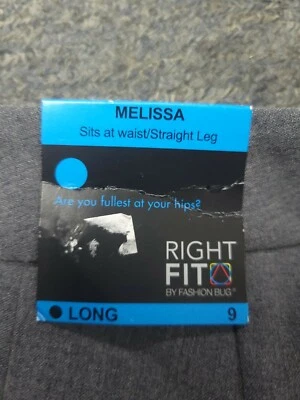 MELISSA
Sits at waist/Straight Leg
Are you fullest at your hips?
RIGHT
FIT
BY FASHION BUG®
LONG 9